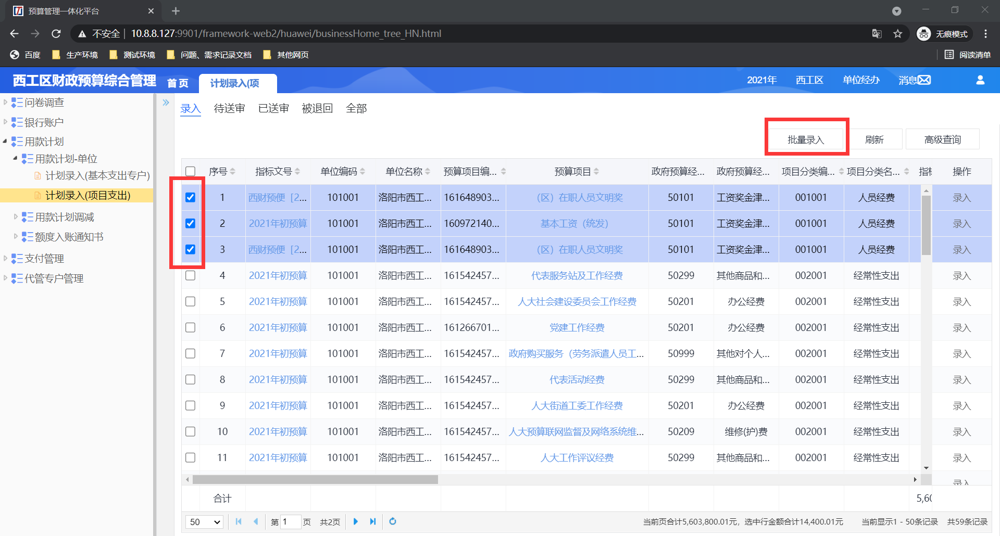 预算管理一体化平台
不安全 10.8.8.127:9901/framework-web2/huawei/businessHome_tree_HN.html 无痕模式
百度 生产环境 测试环境 问题、需求记录文档 其他网页 阅读清单
西工区财政预算综合管理 首页 计划录入(项 2021年 西工区 单位经办 消息
问卷调查
银行账户
用款计划
用款计划-单位
计划录入(基本支出专户)
计划录入(项目支出)
用款计划调减
额度入账通知书
支付管理
代管专户管理
录入 待送审 已送审 被退回 全部
批量录入 刷新 高级查询
序号 指标文号 单位编码 单位名称 预算项目编... 预算项目 政府预算经... 政府预算经... 项目分类编... 项目分类名... 指标 操作
1 西财预便［2... 101001 洛阳市西工... 161648903... （区）在职人员文明奖 50101 工资奖金津... 001001 人员经费 录入
2 2021年初预算 101001 洛阳市西工... 160972140... 基本工资（统发） 50101 工资奖金津... 001001 人员经费 录入
3 西财预便［2... 101001 洛阳市西工... 161648903... （区）在职人员文明奖 50101 工资奖金津... 001001 人员经费 录入
4 2021年初预算 101001 洛阳市西工... 161542457... 代表服务站及工作经费 50299 其他商品和... 002001 经常性支出 录入
5 2021年初预算 101001 洛阳市西工... 161542457... 人大社会建设委员会工作经费 50201 办公经费 002001 经常性支出 录入
6 2021年初预算 101001 洛阳市西工... 161266701... 党建工作经费 50201 办公经费 002001 经常性支出 录入
7 2021年初预算 101001 洛阳市西工... 161542457... 政府购买服务（劳务派遣人员工... 50999 其他对个人... 002001 经常性支出 录入
8 2021年初预算 101001 洛阳市西工... 161542457... 代表活动经费 50299 其他商品和... 002001 经常性支出 录入
9 2021年初预算 101001 洛阳市西工... 161542457... 人大街道工委工作经费 50201 办公经费 002001 经常性支出 录入
10 2021年初预算 101001 洛阳市西工... 161542457... 人大预算联网监督及网络系统维... 50209 维修(护)费 002001 经常性支出 录入
11 2021年初预算 101001 洛阳市西工... 161542457... 人大工作评议经费 50299 其他商品和... 002001 经常性支出 录入
录入
合计 5,60
50 第 1 页 共2页 当前页合计5,603,800.01元，选中行金额合计14,400.01元 当前显示1 - 50条记录 共59条记录